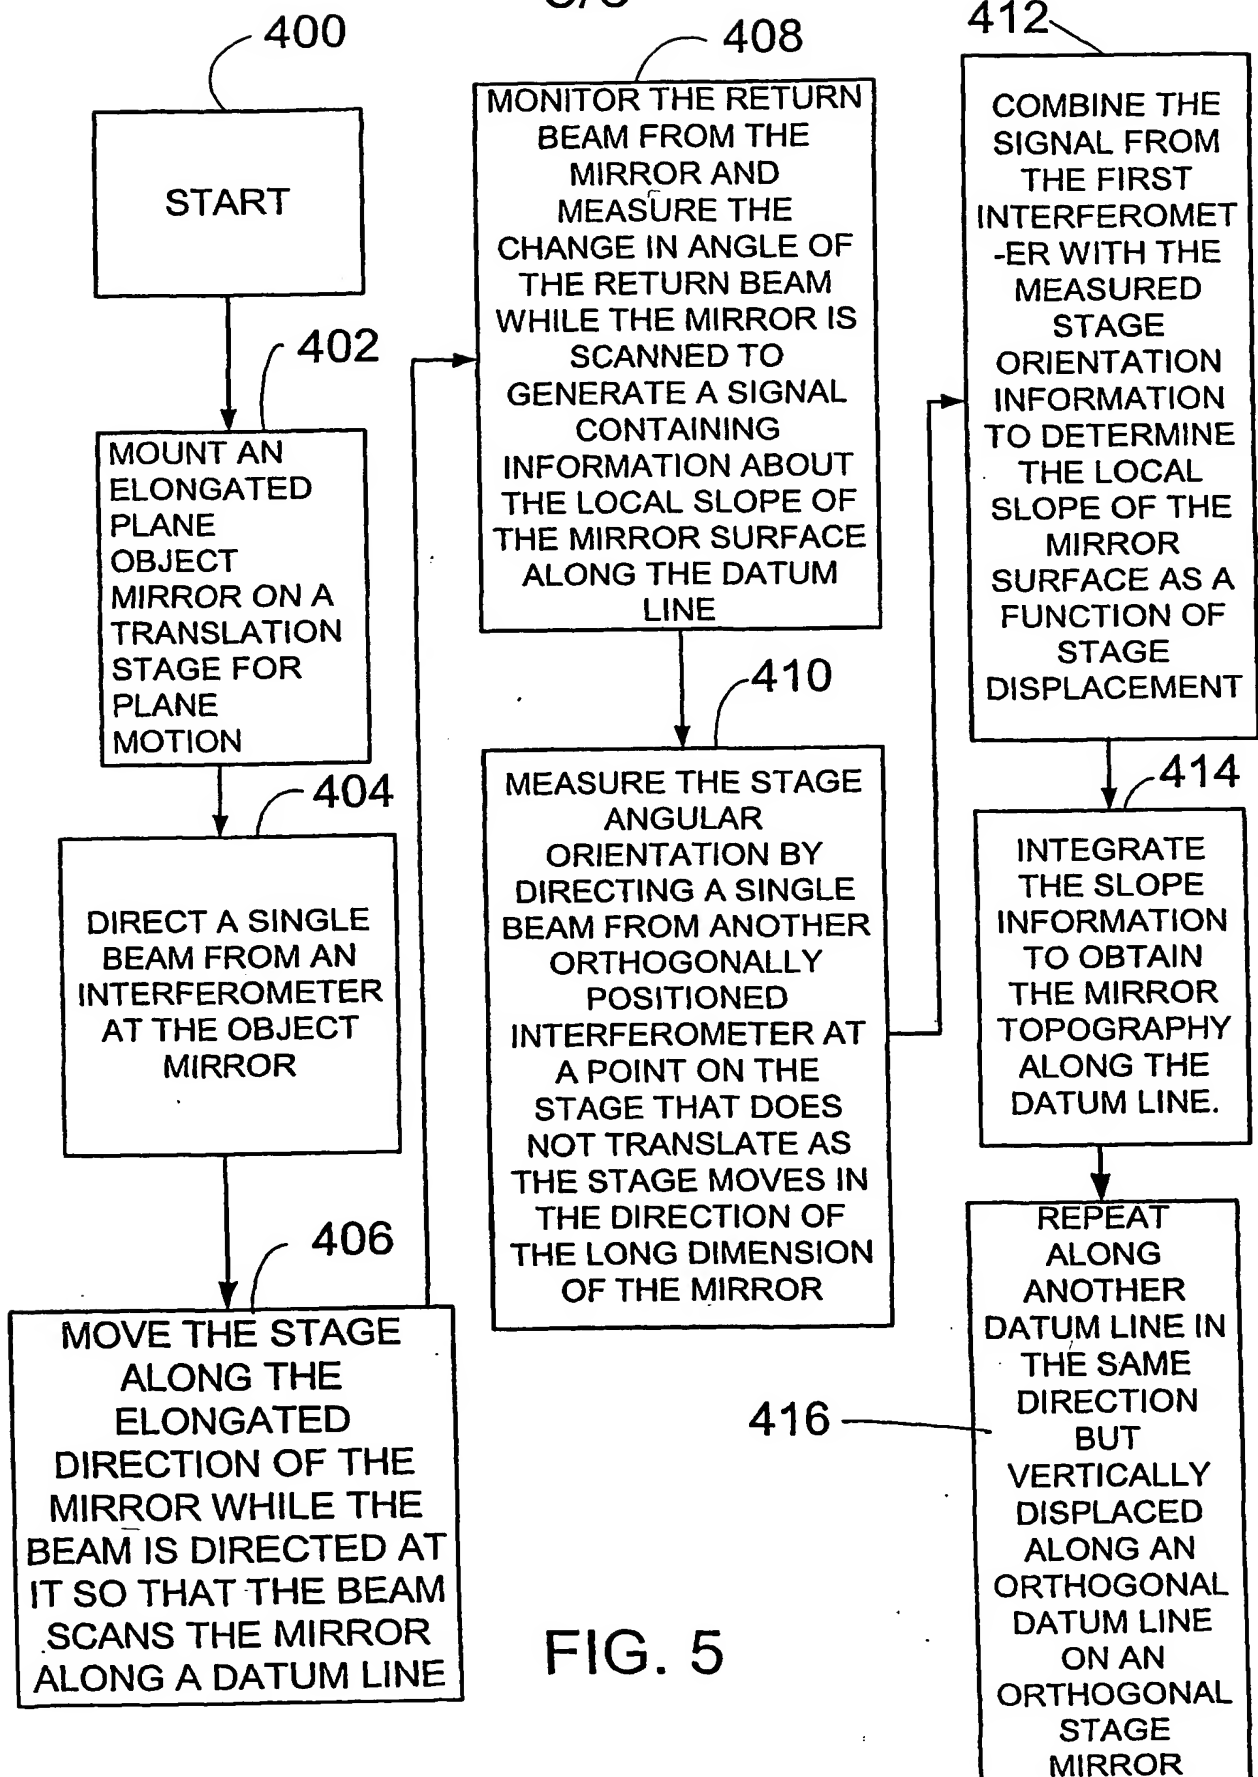 400
START
402
MOUNT AN
ELONGATED
PLANE
OBJECT
MIRROR ON A
TRANSLATION
STAGE FOR
PLANE
MOTION
404
DIRECT A SINGLE
BEAM FROM AN
INTERFEROMETER
AT THE OBJECT
MIRROR
406
MOVE THE STAGE
ALONG THE
ELONGATED
DIRECTION OF THE
MIRROR WHILE THE
BEAM IS DIRECTED AT
IT SO THAT THE BEAM
SCANS THE MIRROR
ALONG A DATUM LINE
408
MONITOR THE RETURN
BEAM FROM THE
MIRROR AND
MEASURE THE
CHANGE IN ANGLE OF
THE RETURN BEAM
WHILE THE MIRROR IS
SCANNED TO
GENERATE A SIGNAL
CONTAINING
INFORMATION ABOUT
THE LOCAL SLOPE OF
THE MIRROR SURFACE
ALONG THE DATUM
LINE
410
MEASURE THE STAGE
ANGULAR
ORIENTATION BY
DIRECTING A SINGLE
BEAM FROM ANOTHER
ORTHOGONALLY
POSITIONED
INTERFEROMETER AT
A POINT ON THE
STAGE THAT DOES
NOT TRANSLATE AS
THE STAGE MOVES IN
THE DIRECTION OF
THE LONG DIMENSION
OF THE MIRROR
412
COMBINE THE
SIGNAL FROM
THE FIRST
INTERFEROMET
-ER WITH THE
MEASURED
STAGE
ORIENTATION
INFORMATION
TO DETERMINE
THE LOCAL
SLOPE OF THE
MIRROR
SURFACE AS A
FUNCTION OF
STAGE
DISPLACEMENT
414
INTEGRATE
THE SLOPE
INFORMATION
TO OBTAIN
THE MIRROR
TOPOGRAPHY
ALONG THE
DATUM LINE.
416
REPEAT
ALONG
ANOTHER
DATUM LINE IN
THE SAME
DIRECTION
BUT
VERTICALLY
DISPLACED
ALONG AN
ORTHOGONAL
DATUM LINE
ON AN
ORTHOGONAL
STAGE
MIRROR
FIG. 5